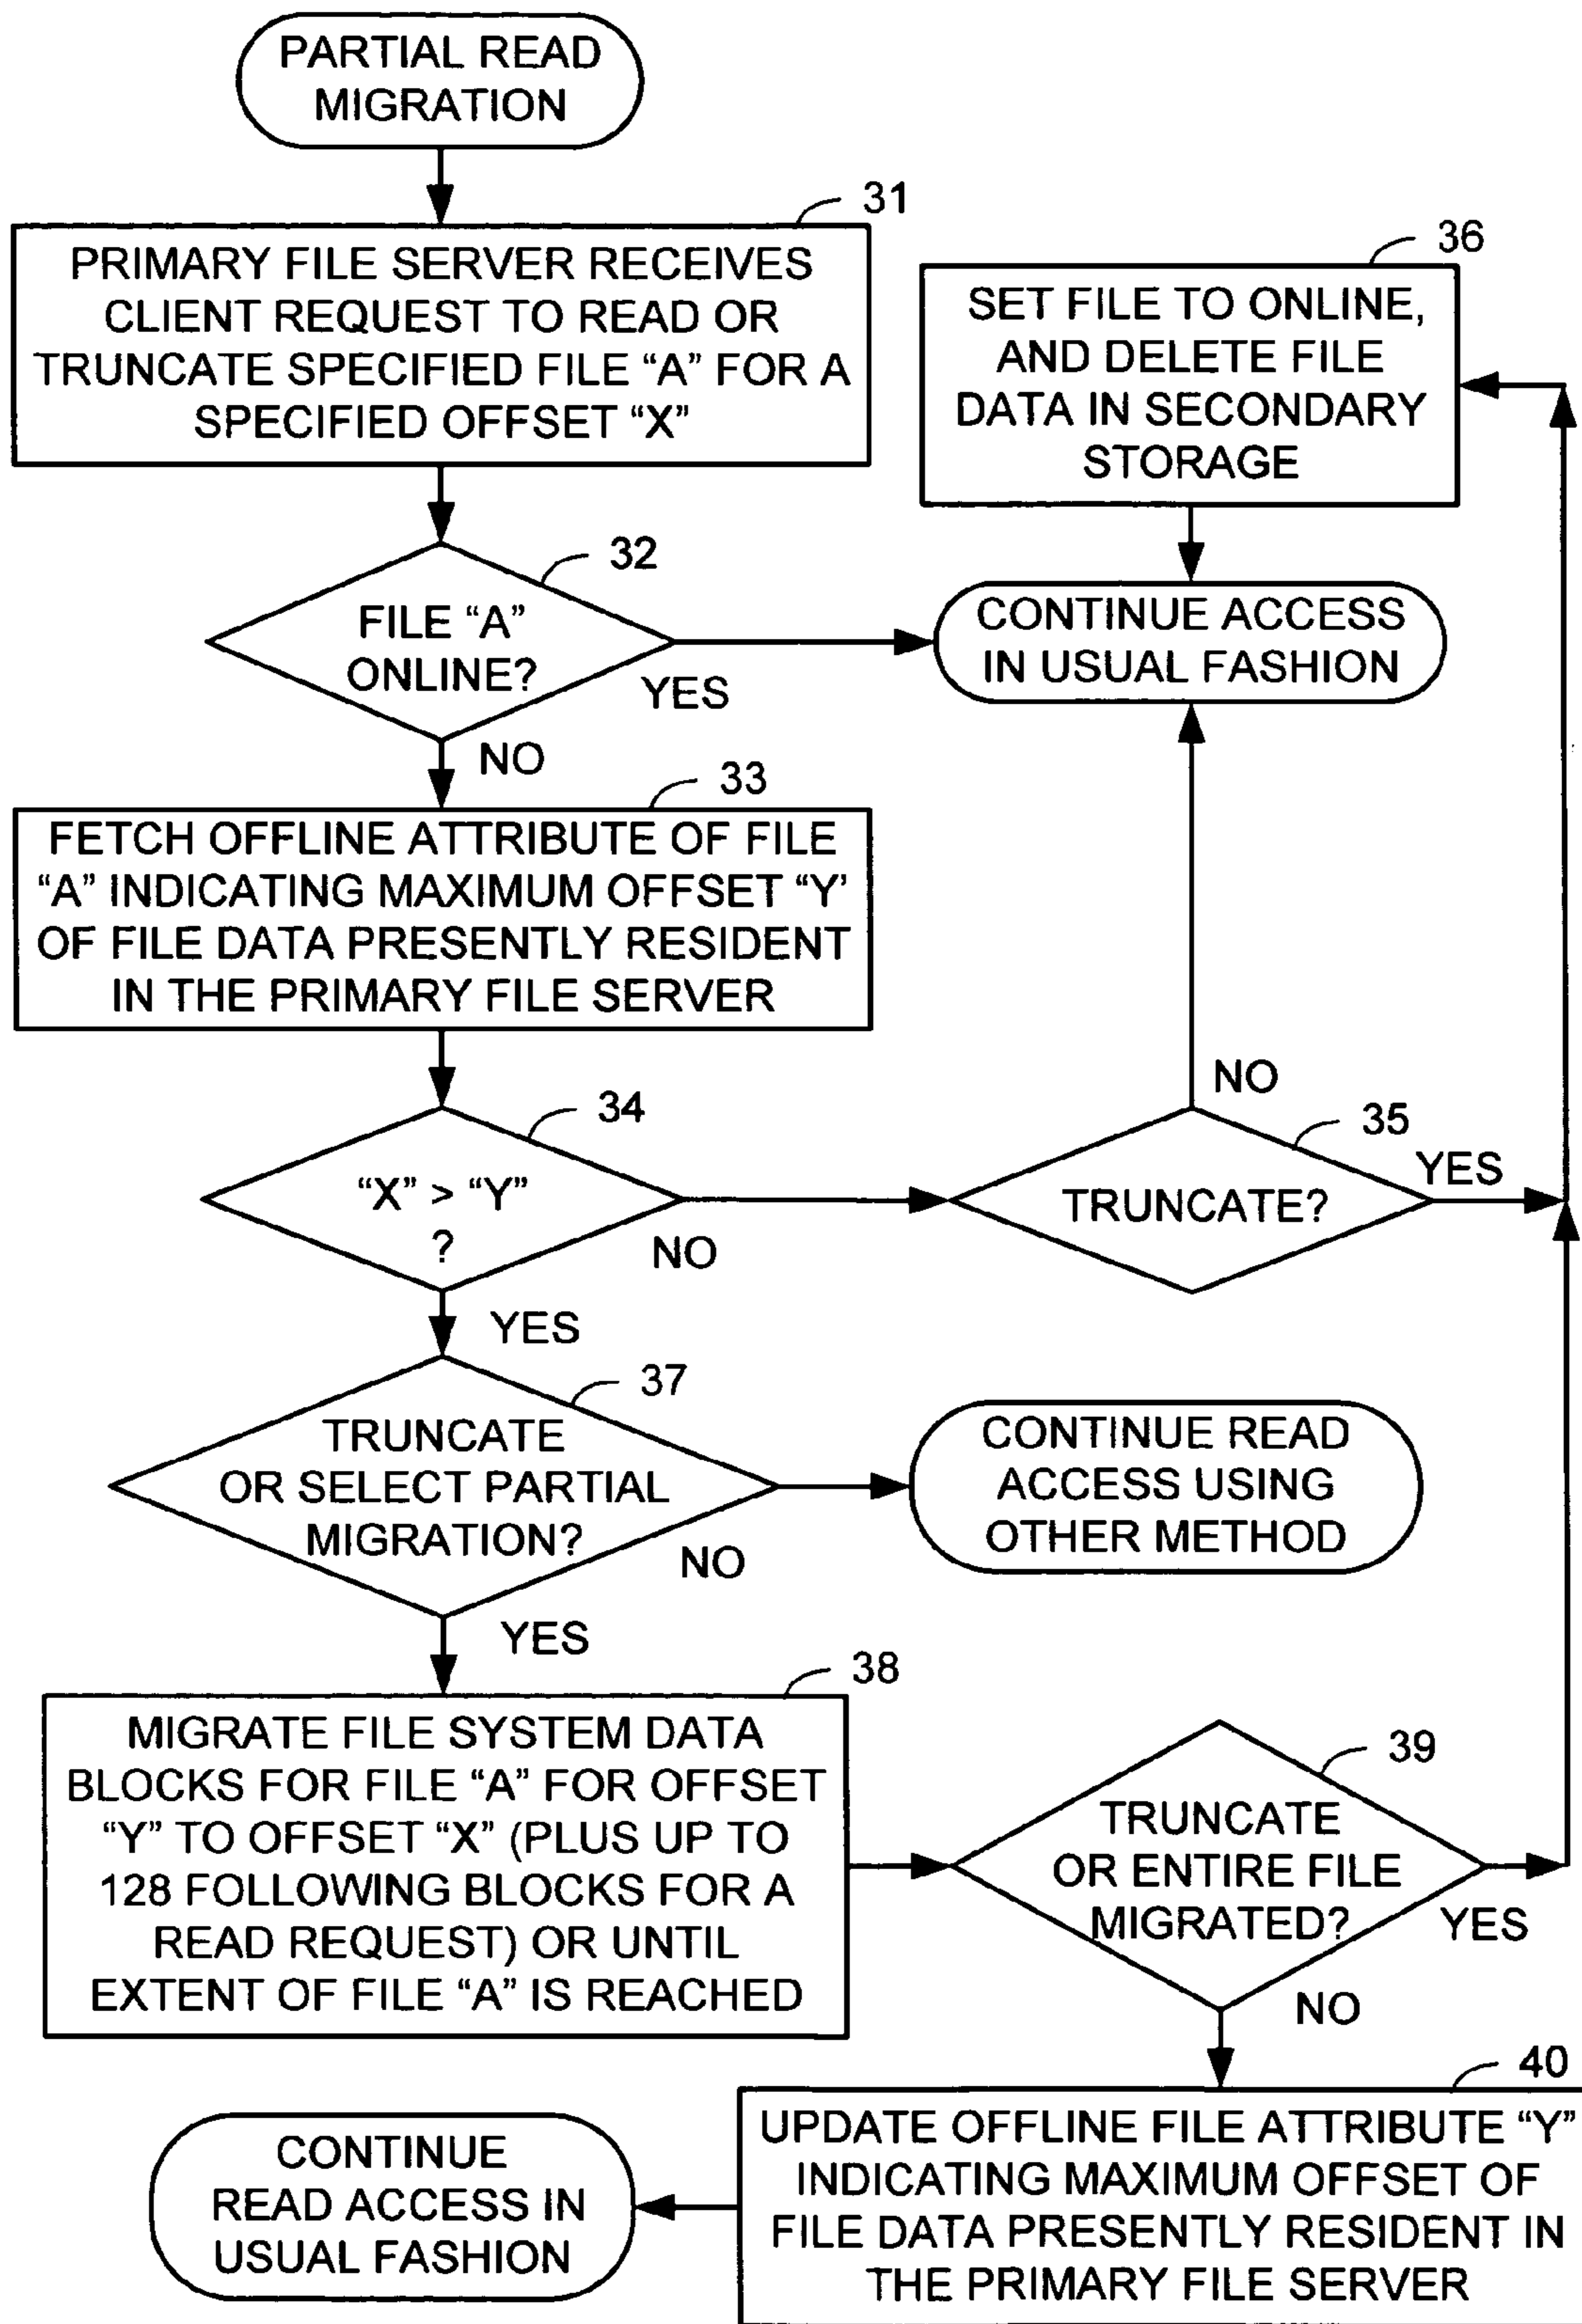 PARTIAL READ
MIGRATION
31
PRIMARY FILE SERVER RECEIVES
CLIENT REQUEST TO READ OR
TRUNCATE SPECIFIED FILE “A” FOR A
SPECIFIED OFFSET “X”
36
SET FILE TO ONLINE,
AND DELETE FILE
DATA IN SECONDARY
STORAGE
32
FILE “A”
ONLINE?
YES
NO
CONTINUE ACCESS
IN USUAL FASHION
33
FETCH OFFLINE ATTRIBUTE OF FILE
“A” INDICATING MAXIMUM OFFSET “Y'
OF FILE DATA PRESENTLY RESIDENT
IN THE PRIMARY FILE SERVER
34
“X” > “Y”
?
NO
YES
35
TRUNCATE?
NO
YES
37
TRUNCATE
OR SELECT PARTIAL
MIGRATION?
NO
YES
CONTINUE READ
ACCESS USING
OTHER METHOD
38
MIGRATE FILE SYSTEM DATA
BLOCKS FOR FILE “A” FOR OFFSET
“Y” TO OFFSET “X” (PLUS UP TO
128 FOLLOWING BLOCKS FOR A
READ REQUEST) OR UNTIL
EXTENT OF FILE “A” IS REACHED
39
TRUNCATE
OR ENTIRE FILE
MIGRATED?
YES
NO
40
UPDATE OFFLINE FILE ATTRIBUTE “Y”
INDICATING MAXIMUM OFFSET OF
FILE DATA PRESENTLY RESIDENT IN
THE PRIMARY FILE SERVER
CONTINUE
READ ACCESS IN
USUAL FASHION